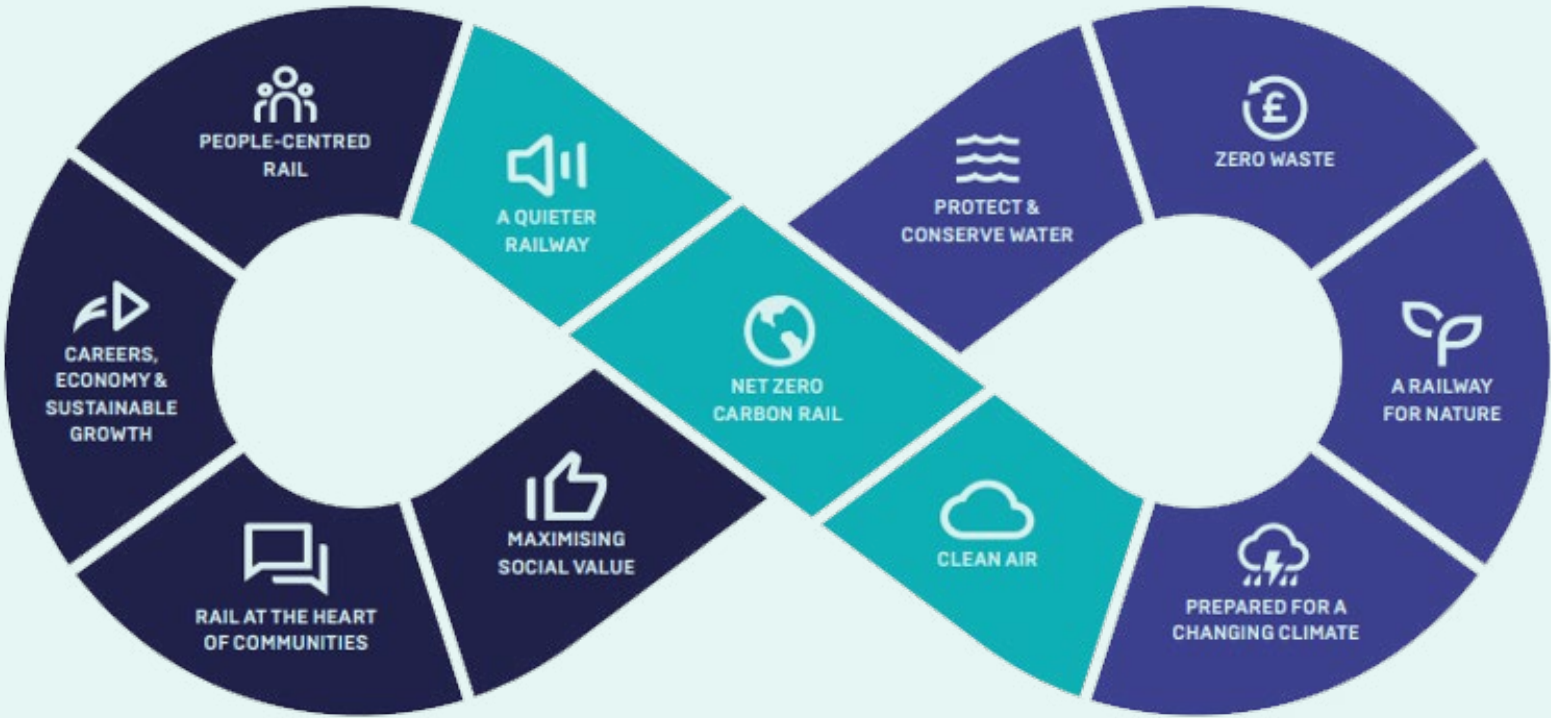 PEOPLE-CENTRED
RAIL
A QUIETER
RAILWAY
PROTECT &
CONSERVE WATER
£
ZERO WASTE
CAREERS,
ECONOMY &
SUSTAINABLE
GROWTH
NET ZERO
CARBON RAIL
A RAILWAY
FOR NATURE
RAIL AT THE HEART
OF COMMUNITIES
MAXIMISING
SOCIAL VALUE
CLEAN AIR
PREPARED FOR A
CHANGING CLIMATE